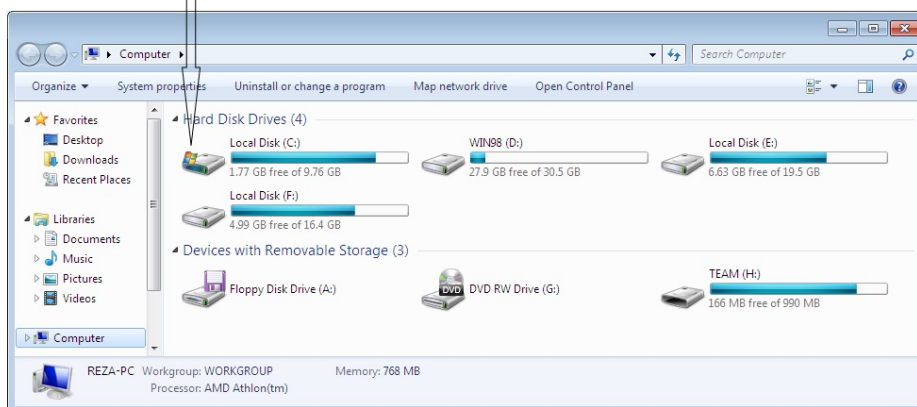 Computer
Search Computer
Organize System properties Uninstall or change a program Map network drive Open Control Panel
Favorites
Desktop
Downloads
Recent Places
Libraries
Documents
Music
Pictures
Videos
Computer
Hard Disk Drives (4)
Local Disk (C:)
1.77 GB free of 9.76 GB
WIN98 (D:)
27.9 GB free of 30.5 GB
Local Disk (E:)
6.63 GB free of 19.5 GB
Local Disk (F:)
4.99 GB free of 16.4 GB
Devices with Removable Storage (3)
Floppy Disk Drive (A:)
DVD
DVD RW Drive (G:)
TEAM (H:)
166 MB free of 990 MB
REZA-PC Workgroup: WORKGROUP Memory: 768 MB
Processor: AMD Athlon(tm)